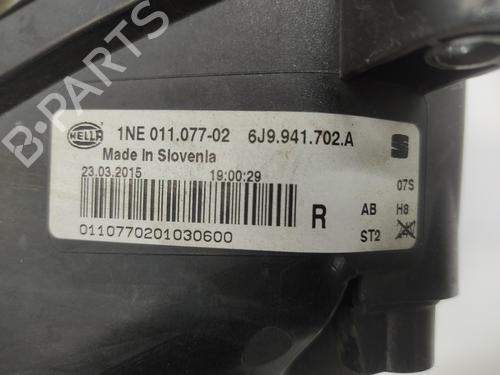 HELLA 1NE 011.077-02 6J9.941.702.A
Made In Slovenia
23.03.2015 19:00:29
07S
R AB H8
ST2
0110770201030600
B-PARTS